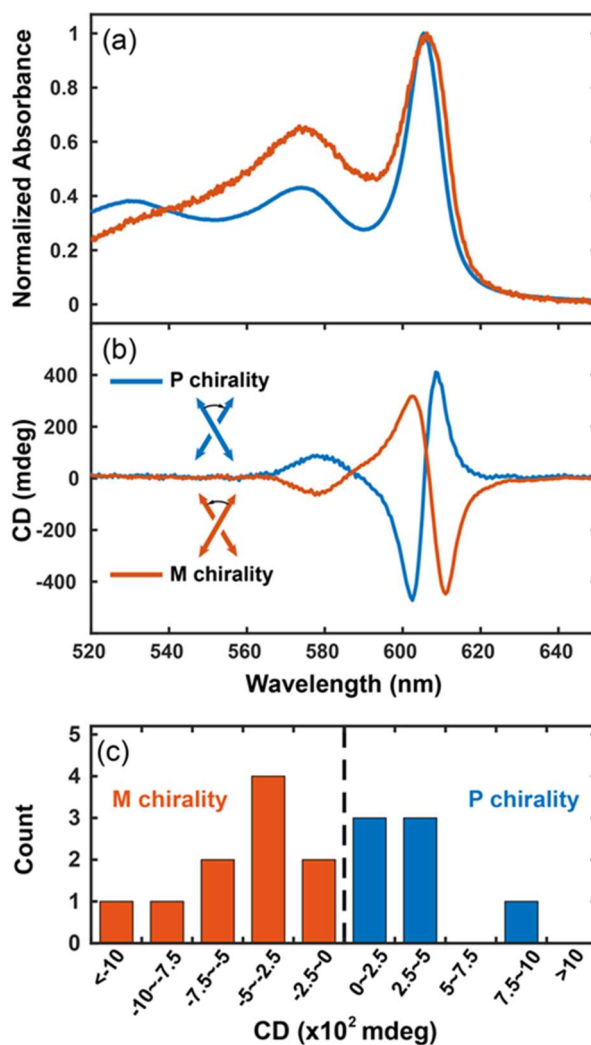 (a)
Normalized Absorbance
1
0.8
0.6
0.4
0.2
0
(b)
CD (mdeg)
400
200
0
-200
-400
P chirality
M chirality
520 540 560 580 600 620 640
Wavelength (nm)
(c)
Count
5
4
3
2
1
0
M chirality P chirality
<-10 -10~-7.5 -7.5~-5 -5~-2.5 -2.5~0 0~2.5 2.5~5 5~7.5 7.5~10 >10
CD (x10² mdeg)